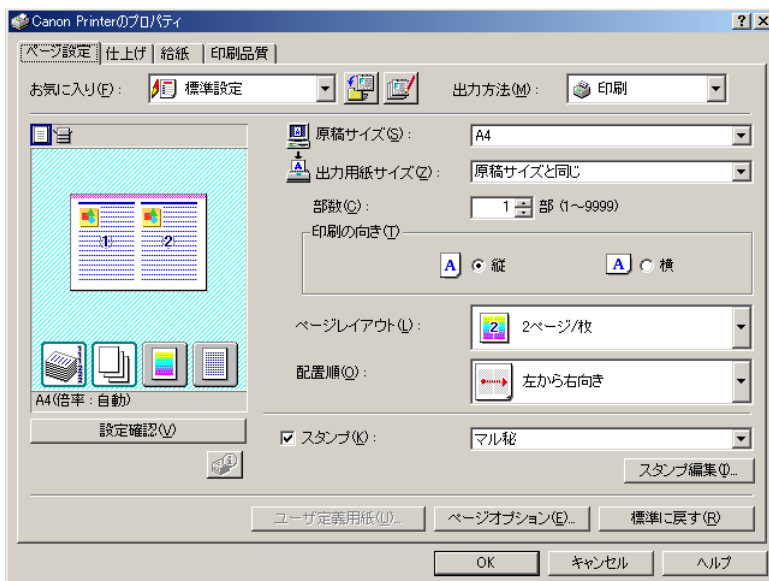 Canon Printerのプロパティ
ページ設定 仕上げ 給紙 印刷品質
お気に入り(F): 標準設定 出力方法(M): 印刷
原稿サイズ(S): A4
出力用紙サイズ(Z): 原稿サイズと同じ
部数(C): 1 部 (1～9999)
印刷の向き(T)
A 縦 A 横
(1) (2)
ページレイアウト(L): 2 2ページ/枚
配置順(O): 左から右向き
A4(倍率:自動)
設定確認(V)
スタンプ(K): マル秘
スタンプ編集(I)...
ユーザ定義用紙(U)... ページオプション(E)... 標準に戻す(R)
OK キャンセル ヘルプ